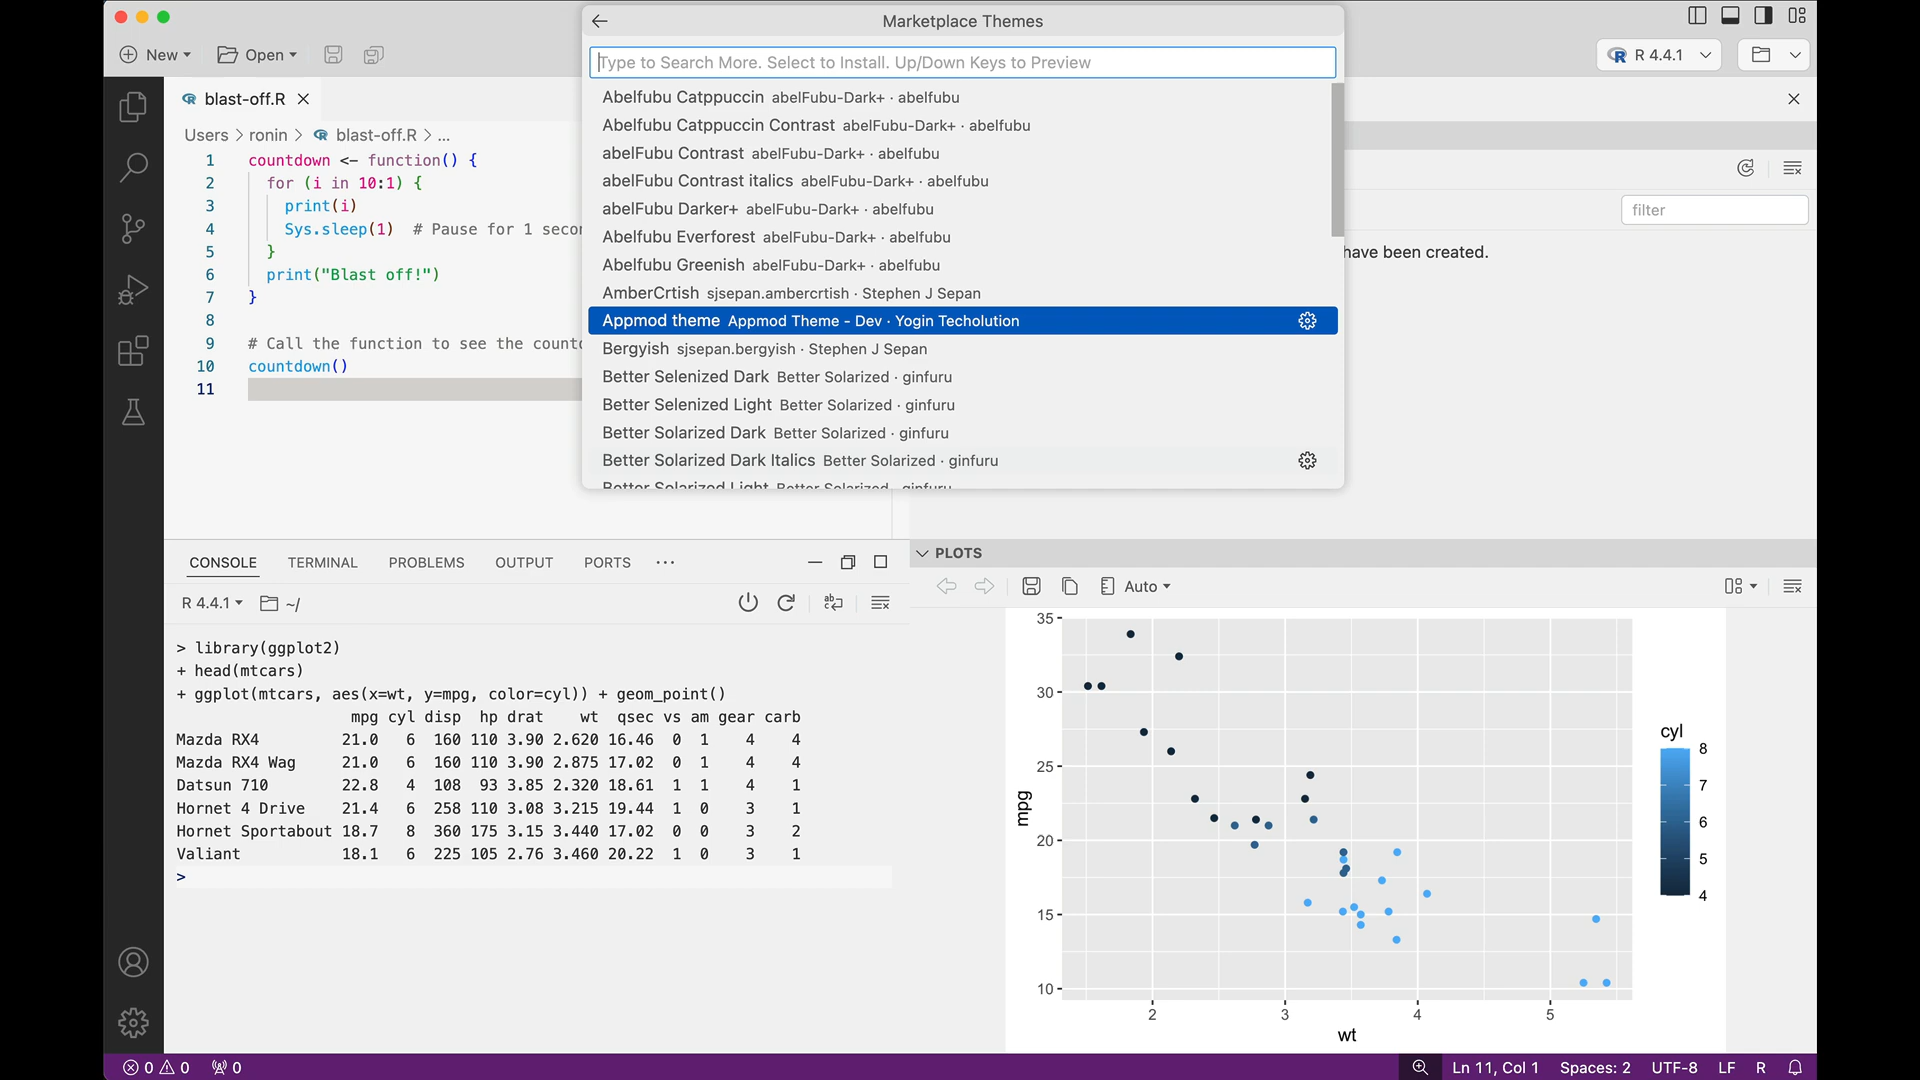 Marketplace Themes
New
Open
R 4.4.1
Type to Search More. Select to Install. Up/Down Keys to Preview
Abelfubu Catppuccin abelFubu-Dark+ · abelfubu
Abelfubu Catppuccin Contrast abelFubu-Dark+ · abelfubu
abelFubu Contrast abelFubu-Dark+ · abelfubu
abelFubu Contrast italics abelFubu-Dark+ · abelfubu
abelFubu Darker+ abelFubu-Dark+ · abelfubu
Abelfubu Everforest abelFubu-Dark+ · abelfubu
Abelfubu Greenish abelFubu-Dark+ · abelfubu
AmberCrtish sjsepan.ambercrtish · Stephen J Sepan
Appmod theme Appmod Theme - Dev · Yogin Techolution
Bergyish sjsepan.bergyish · Stephen J Sepan
Better Selenized Dark Better Solarized · ginfuru
Better Selenized Light Better Solarized · ginfuru
Better Solarized Dark Better Solarized · ginfuru
Better Solarized Dark Italics Better Solarized · ginfuru
Better Solarized Light Better Solarized · ginfuru
blast-off.R
Users > ronin > blast-off.R > ...
1 countdown <- function() {
2 for (i in 10:1) {
3 print(i)
4 Sys.sleep(1) # Pause for 1 secon
5 }
6 print("Blast off!")
7 }
8
9 # Call the function to see the countd
10 countdown()
11
filter
have been created.
CONSOLE TERMINAL PROBLEMS OUTPUT PORTS ...
R 4.4.1 ~/
> library(ggplot2)
+ head(mtcars)
+ ggplot(mtcars, aes(x=wt, y=mpg, color=cyl)) + geom_point()
mpg cyl disp hp drat wt qsec vs am gear carb
Mazda RX4 21.0 6 160 110 3.90 2.620 16.46 0 1 4 4
Mazda RX4 Wag 21.0 6 160 110 3.90 2.875 17.02 0 1 4 4
Datsun 710 22.8 4 108 93 3.85 2.320 18.61 1 1 4 1
Hornet 4 Drive 21.4 6 258 110 3.08 3.215 19.44 1 0 3 1
Hornet Sportabout 18.7 8 360 175 3.15 3.440 17.02 0 0 3 2
Valiant 18.1 6 225 105 2.76 3.460 20.22 1 0 3 1
>
PLOTS
Auto
35
30
25
20
15
10
mpg
2 3 4 5
wt
cyl
8
7
6
5
4
0 0 0
Ln 11, Col 1 Spaces: 2 UTF-8 LF R